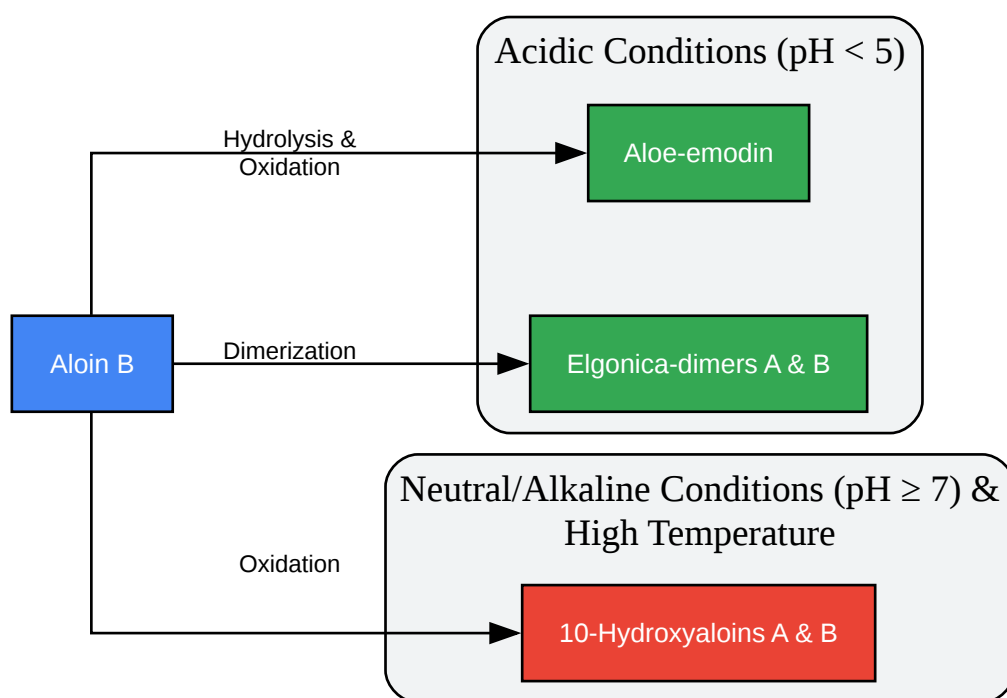 Acidic Conditions (pH < 5)
Hydrolysis &
Oxidation
Aloe-emodin
Aloin B
Dimerization
Elgonica-dimers A & B
Neutral/Alkaline Conditions (pH ≥ 7) &
High Temperature
Oxidation
10-Hydroxyaloins A & B